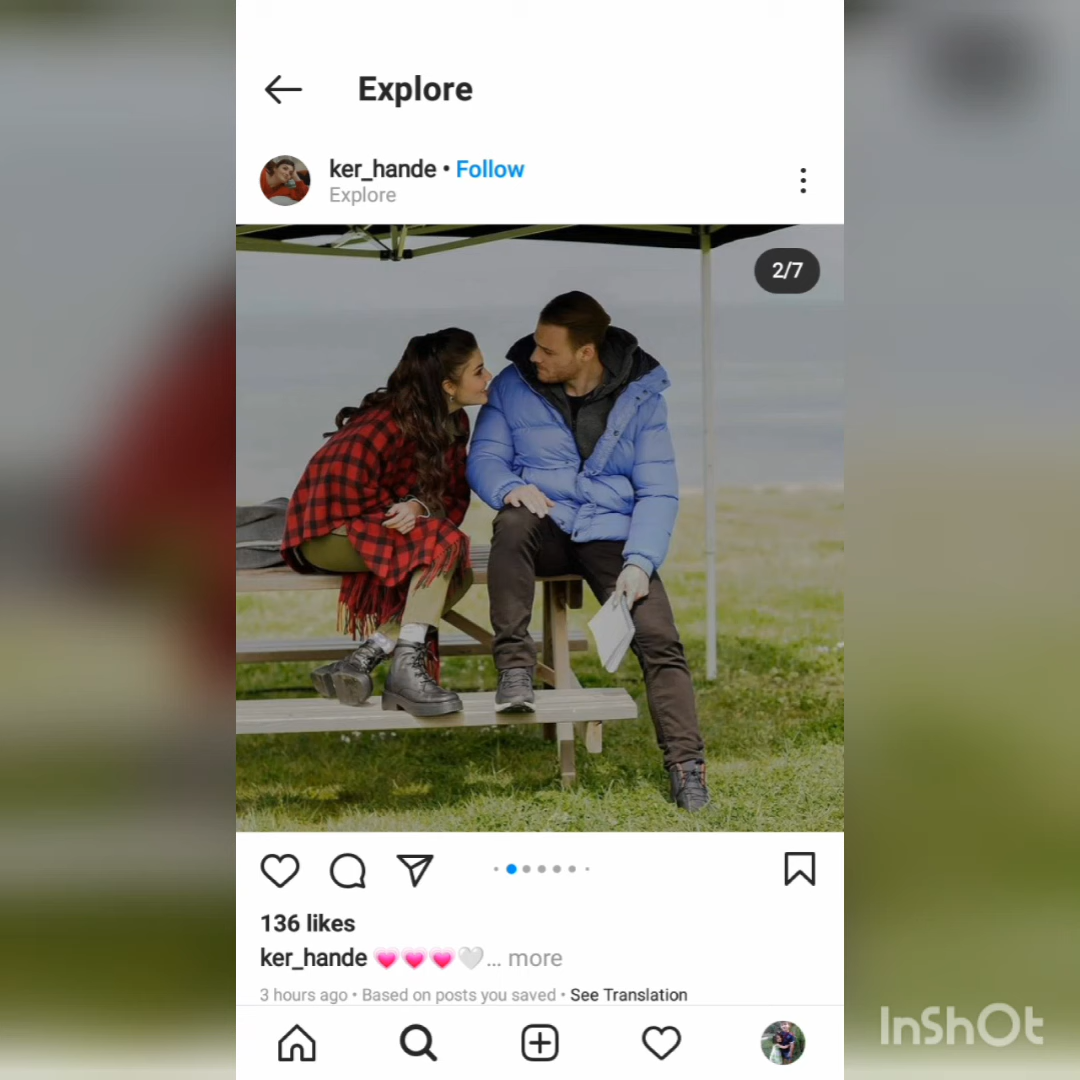 Explore
ker_hande • Follow
Explore
2/7
136 likes
ker_hande 💗💗💗🤍... more
3 hours ago • Based on posts you saved • See Translation
InShOt